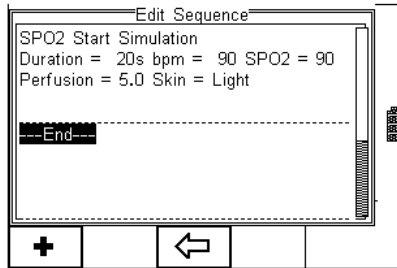 Edit Sequence
SPO2 Start Simulation
Duration = 20s bpm = 90 SPO2 = 90
Perfusion = 5.0 Skin = Light
---End---